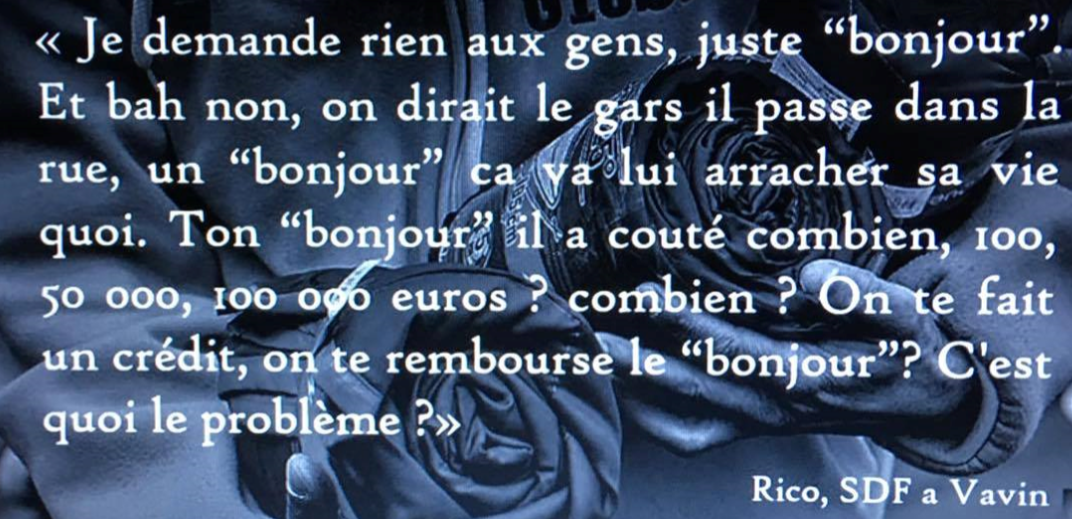 « Je demande rien aux gens, juste “bonjour”.
Et bah non, on dirait le gars il passe dans la
rue, un “bonjour” ca va lui arracher sa vie
quoi. Ton “bonjour” il a couté combien, 100,
50 000, 100 000 euros ? combien ? On te fait
un crédit, on te rembourse le “bonjour”? C'est
quoi le problème ?»
Rico, SDF a Vavin